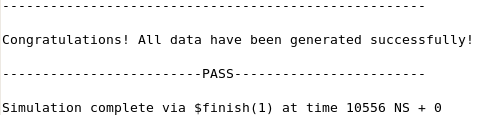 -----------------------------------------------------
Congratulations! All data have been generated successfully!
-------------------------PASS------------------------
Simulation complete via $finish(1) at time 10556 NS + 0